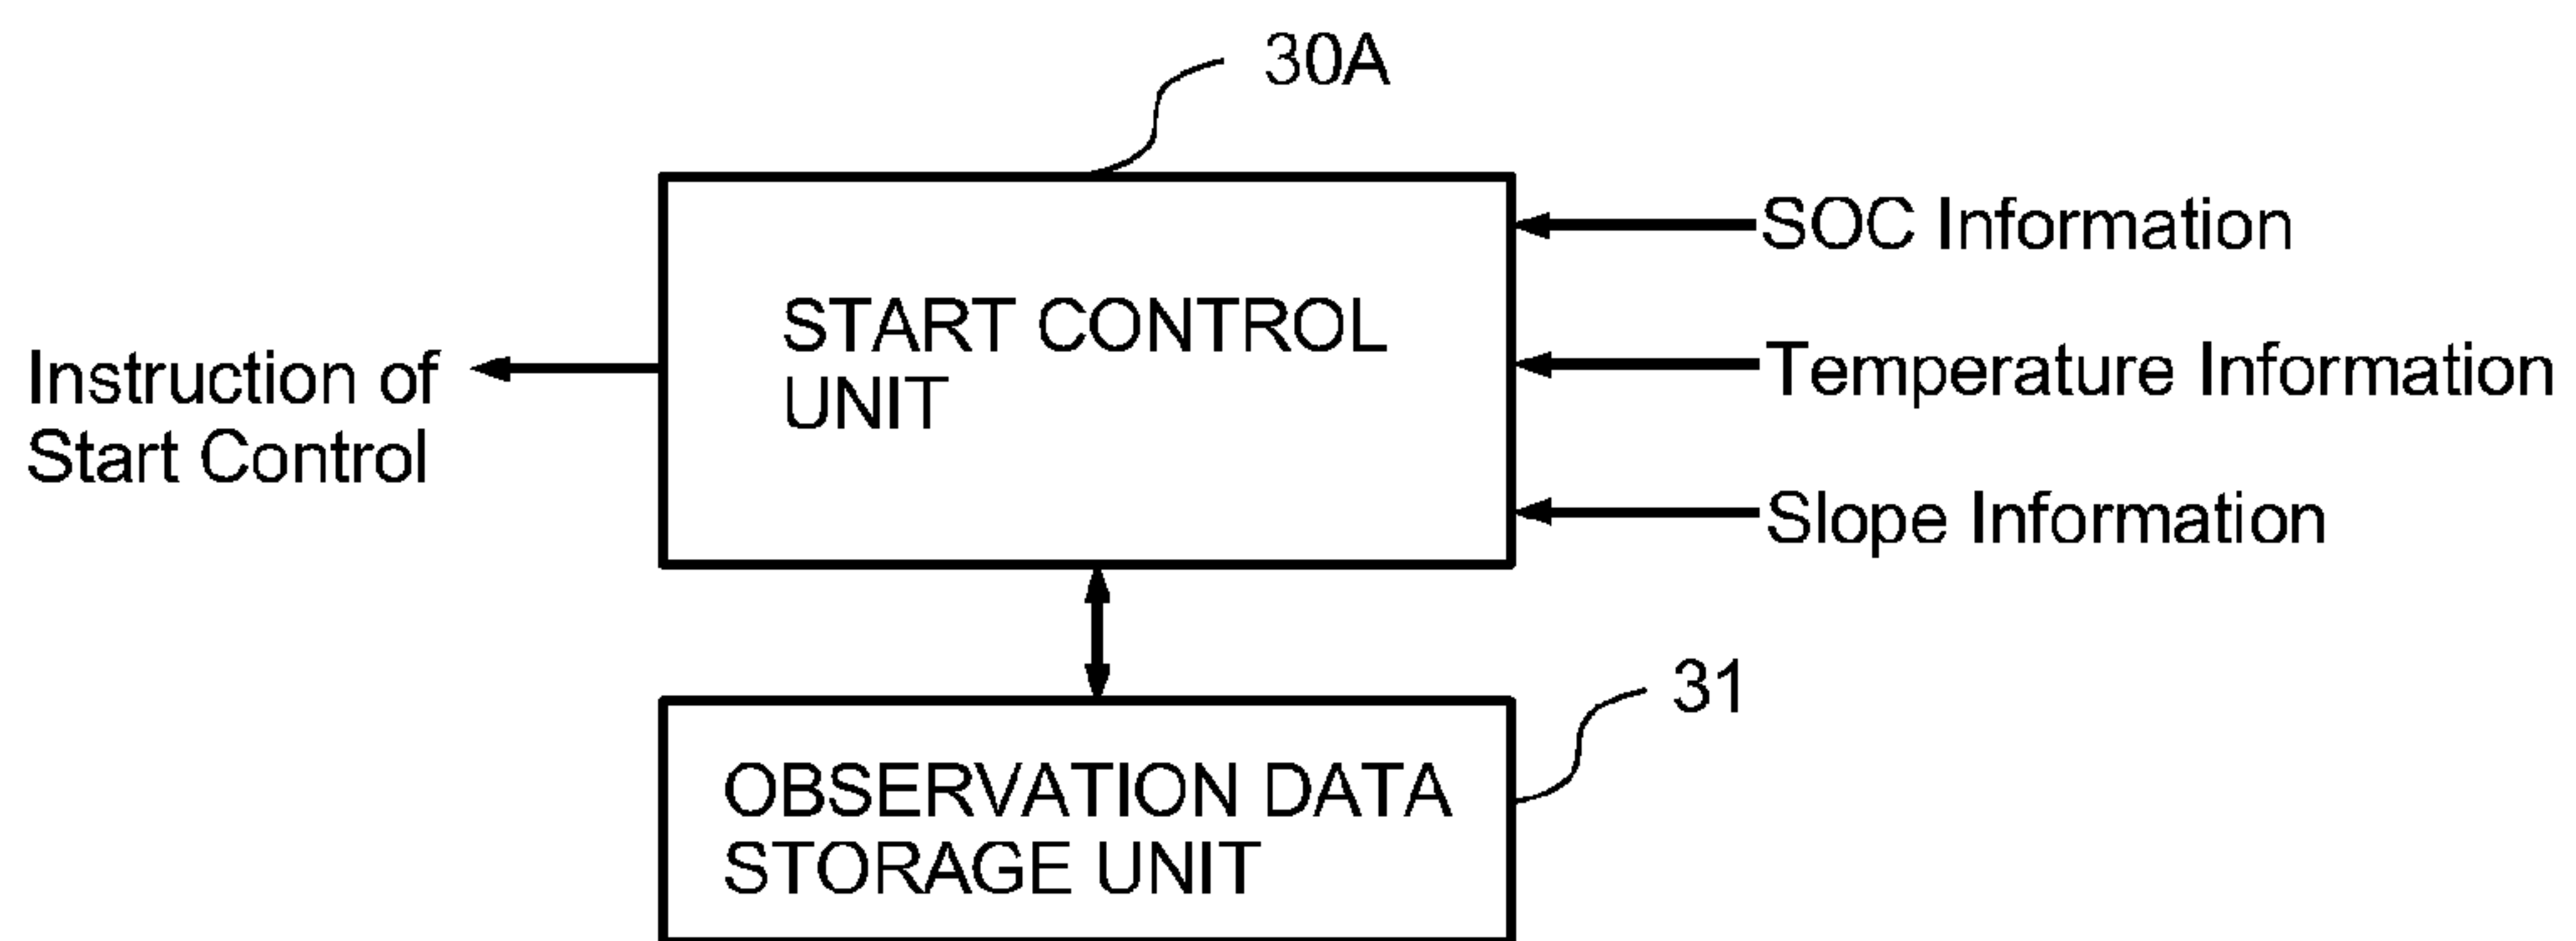 30A
SOC Information
START CONTROL
UNIT
Temperature Information
Instruction of
Start Control
Slope Information
31
OBSERVATION DATA
STORAGE UNIT